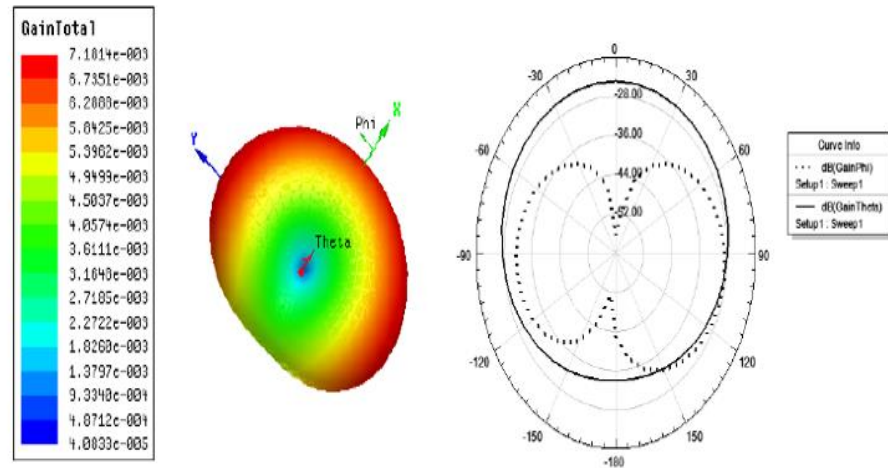 GainTotal
7.1814e-003
6.7351e-003
6.2888e-003
5.8425e-003
5.3962e-003
4.9499e-003
4.5037e-003
4.0574e-003
3.6111e-003
3.1648e-003
2.7185e-003
2.2722e-003
1.8260e-003
1.3797e-003
9.3340e-004
4.8712e-004
4.0833e-005
Y
Phi
X
Theta
0
-30
30
-28.00
-36.00
-60
60
-44.00
-52.00
-90
90
-120
120
-150
150
-180
Curve Info
dB(GainPhi)
Setup1 : Sweep1
dB(GainTheta)
Setup1 : Sweep1